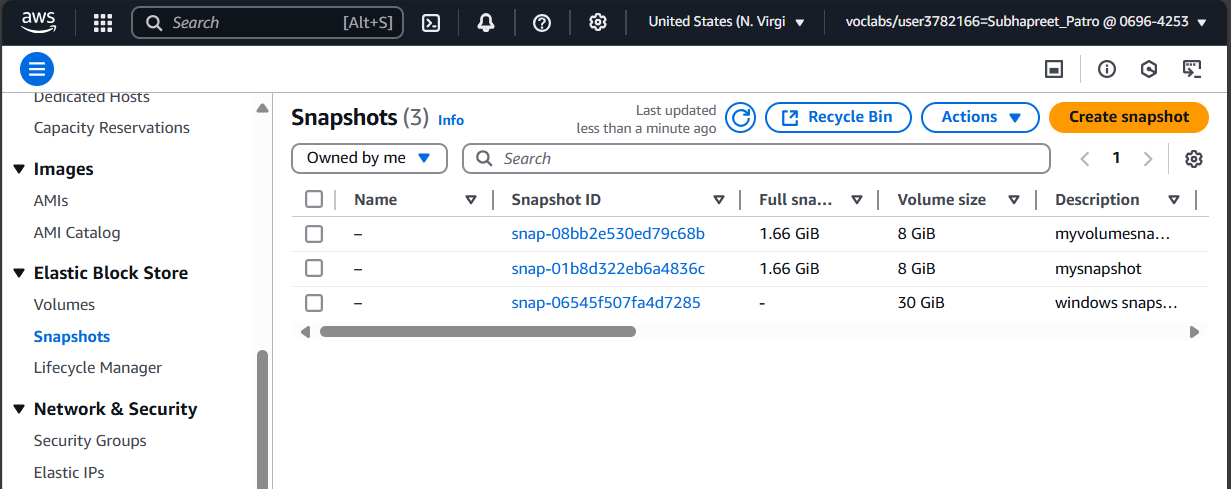 aws Search [Alt+S] United States (N. Virgi voclabs/user3782166=Subhapreet_Patro @ 0696-4253
Dedicated Hosts
Capacity Reservations
Images
AMIs
AMI Catalog
Elastic Block Store
Volumes
Snapshots
Lifecycle Manager
Network & Security
Security Groups
Elastic IPs
Snapshots (3) Info
Last updated
less than a minute ago
Recycle Bin
Actions
Create snapshot
Owned by me
Search
1
Name Snapshot ID Full sna... Volume size Description
– snap-08bb2e530ed79c68b 1.66 GiB 8 GiB myvolumesna...
– snap-01b8d322eb6a4836c 1.66 GiB 8 GiB mysnapshot
– snap-06545f507fa4d7285 - 30 GiB windows snaps...